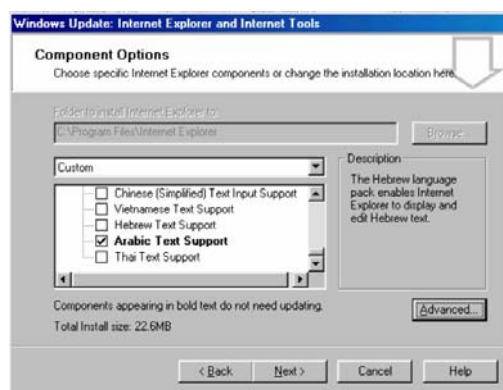 Windows Update: Internet Explorer and Internet Tools
Component Options
Choose specific Internet Explorer components or change the installation location here.
Folder to install Internet Explorer to:
C:\Program Files\Internet Explorer
Browse...
Custom
Chinese (Simplified) Text Input Support
Vietnamese Text Support
Hebrew Text Support
Arabic Text Support
Thai Text Support
Description
The Hebrew language
pack enables Internet
Explorer to display and
edit Hebrew text.
Components appearing in bold text do not need updating.
Total Install size: 22.6MB
Advanced...
< Back
Next >
Cancel
Help